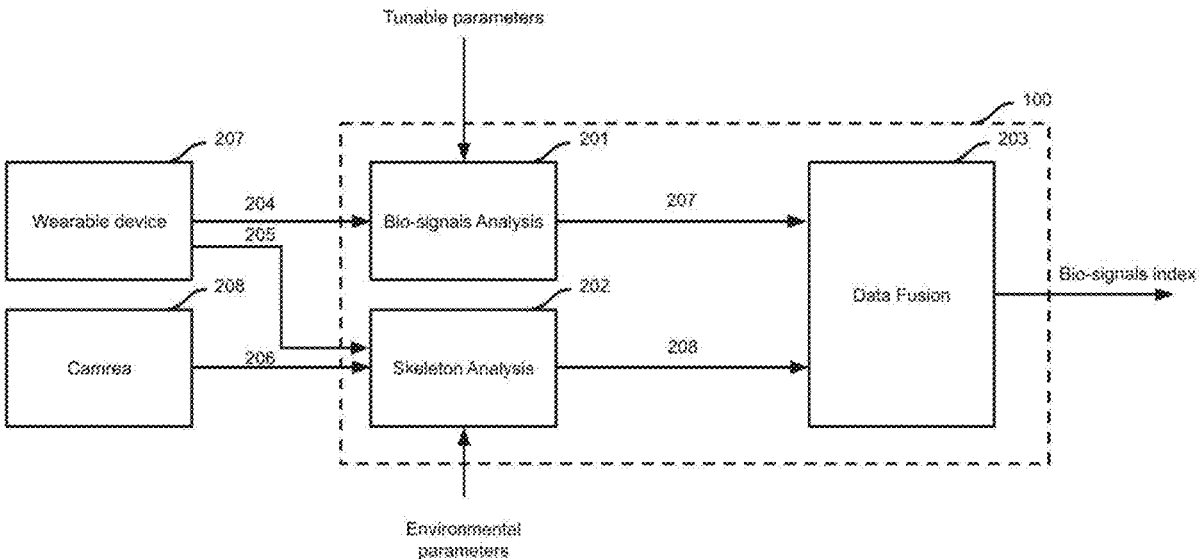 Tunable parameters
100
207
201
203
Wearable device
204
Bio-signals Analysis
207
205
Bio-signals index
Data Fusion
208
202
Camrea
206
Skeleton Analysis
208
Environmental
parameters